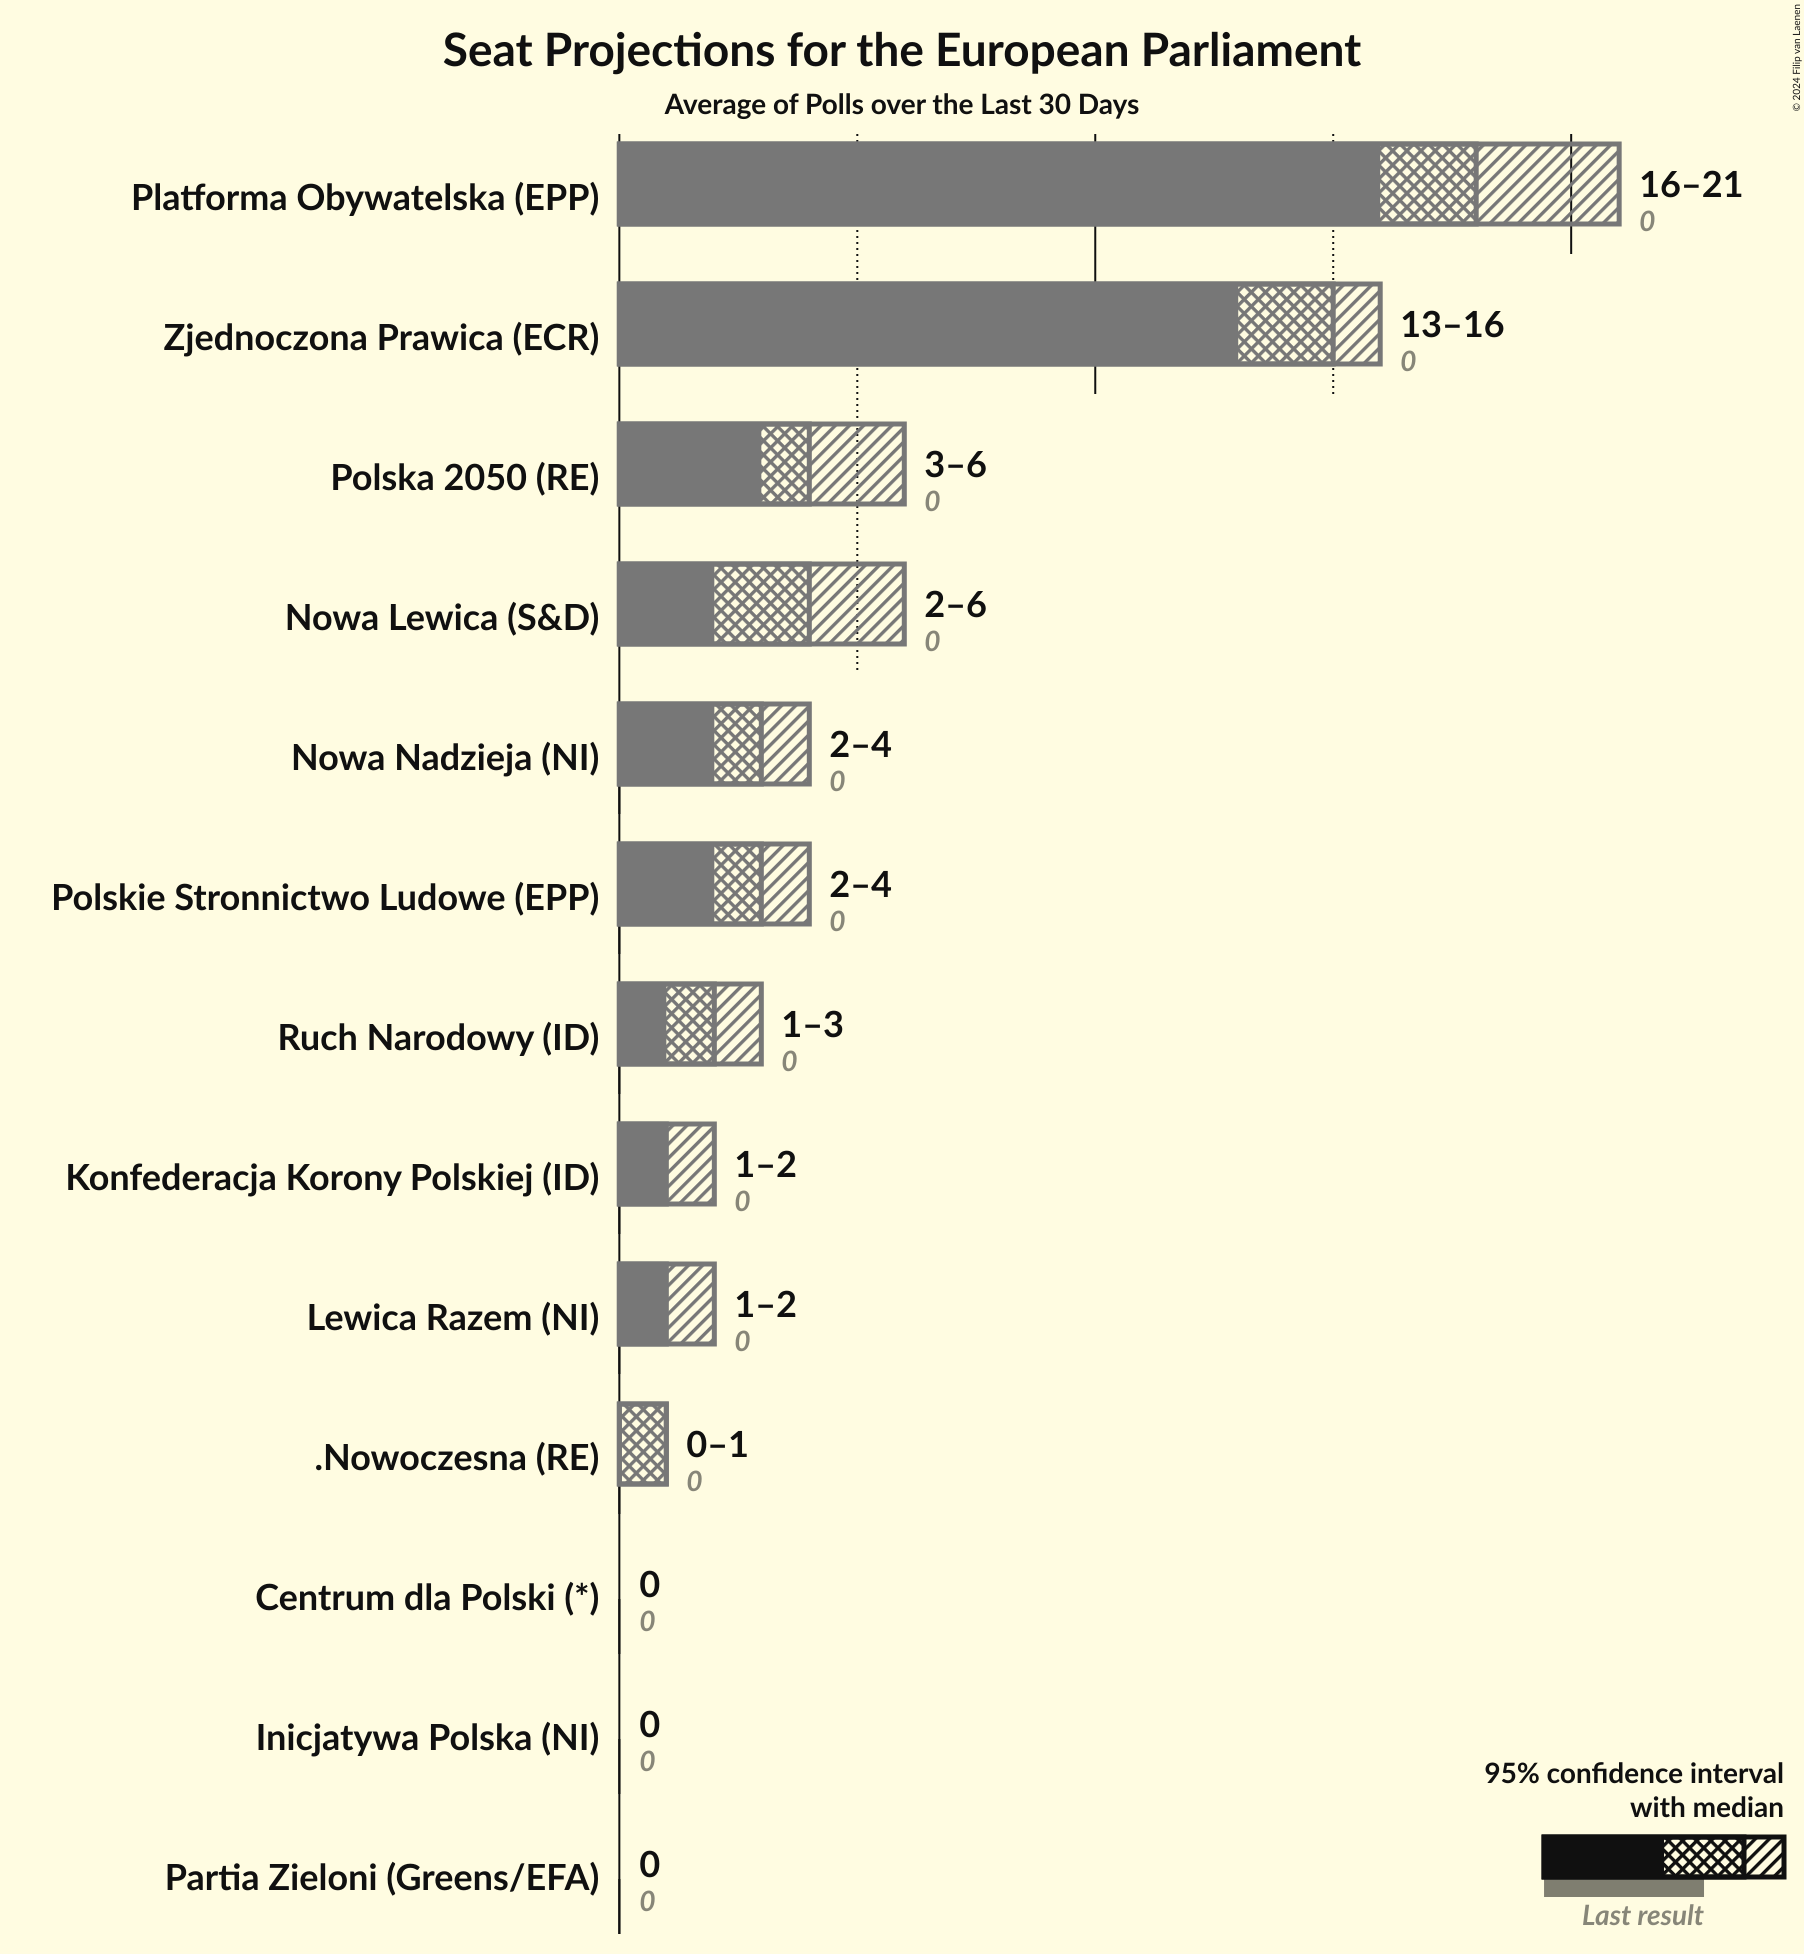 Seat Projections for the European Parliament
Average of Polls over the Last 30 Days
© 2024 Filip van Laenen
Platforma Obywatelska (EPP)
16–21
0
Zjednoczona Prawica (ECR)
13–16
0
Polska 2050 (RE)
3–6
0
Nowa Lewica (S&D)
2–6
0
Nowa Nadzieja (NI)
2–4
0
Polskie Stronnictwo Ludowe (EPP)
2–4
0
Ruch Narodowy (ID)
1–3
0
Konfederacja Korony Polskiej (ID)
1–2
0
Lewica Razem (NI)
1–2
0
.Nowoczesna (RE)
0–1
0
Centrum dla Polski (*)
0
0
Inicjatywa Polska (NI)
0
0
Partia Zieloni (Greens/EFA)
0
0
95% confidence interval
with median
Last result